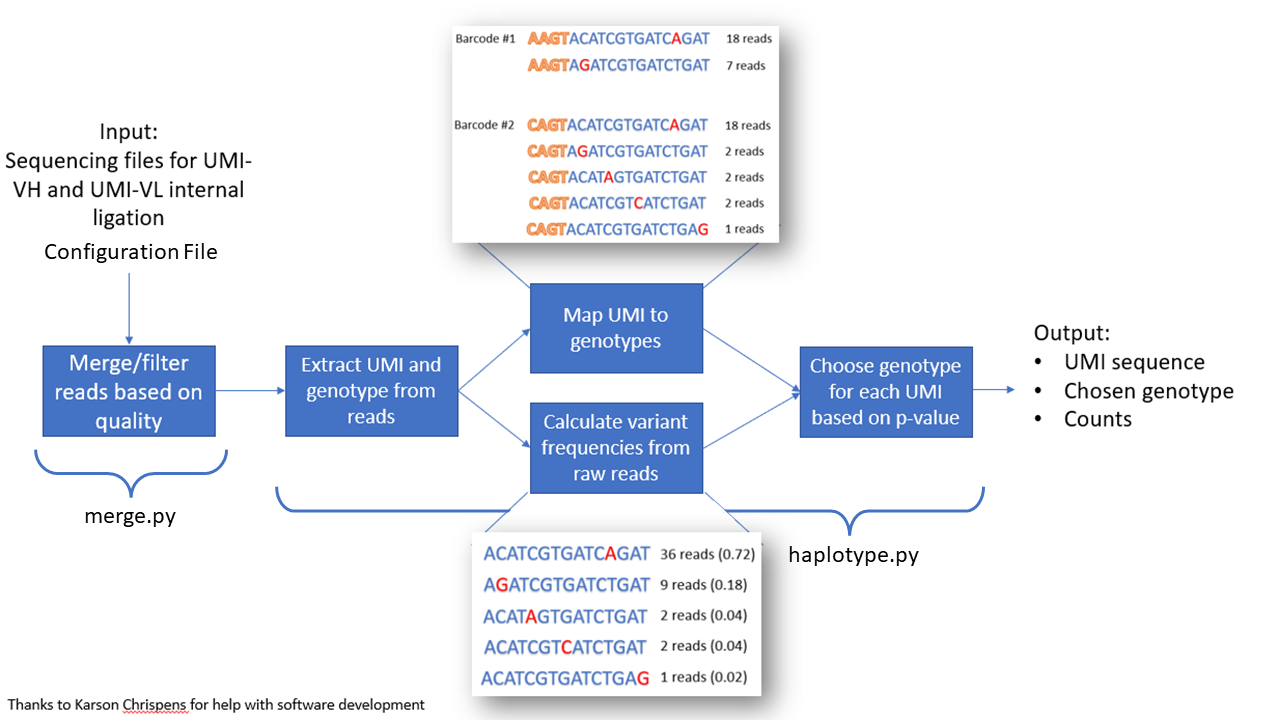 Barcode #1 AAGTACATCGTGATCAGAT 18 reads
AAGTAGATCGTGATCTGAT 7 reads
Barcode #2 CAGTACATCGTGATCAGAT 18 reads
CAGTAGATCGTGATCTGAT 2 reads
CAGTACATAGTGATCTGAT 2 reads
CAGTACATCGTCATCTGAT 2 reads
CAGTACATCGTGATCTGAG 1 reads
Input:
Sequencing files for UMI-
VH and UMI-VL internal
ligation
Configuration File
Merge/filter
reads based on
quality
merge.py
Extract UMI and
genotype from
reads
Map UMI to
genotypes
Calculate variant
frequencies from
raw reads
Choose genotype
for each UMI
based on p-value
Output:
• UMI sequence
• Chosen genotype
• Counts
haplotype.py
ACATCGTGATCAGAT 36 reads (0.72)
AGATCGTGATCTGAT 9 reads (0.18)
ACATAGTGATCTGAT 2 reads (0.04)
ACATCGTCATCTGAT 2 reads (0.04)
ACATCGTGATCTGAG 1 reads (0.02)
Thanks to Karson Chrispens for help with software development